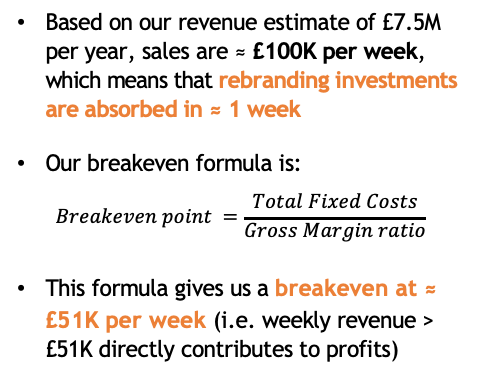 • Based on our revenue estimate of £7.5M
per year, sales are ≈ £100K per week,
which means that rebranding investments
are absorbed in ≈ 1 week
• Our breakeven formula is:
Breakeven point = Total Fixed Costs / Gross Margin ratio
• This formula gives us a breakeven at ≈
£51K per week (i.e. weekly revenue >
£51K directly contributes to profits)